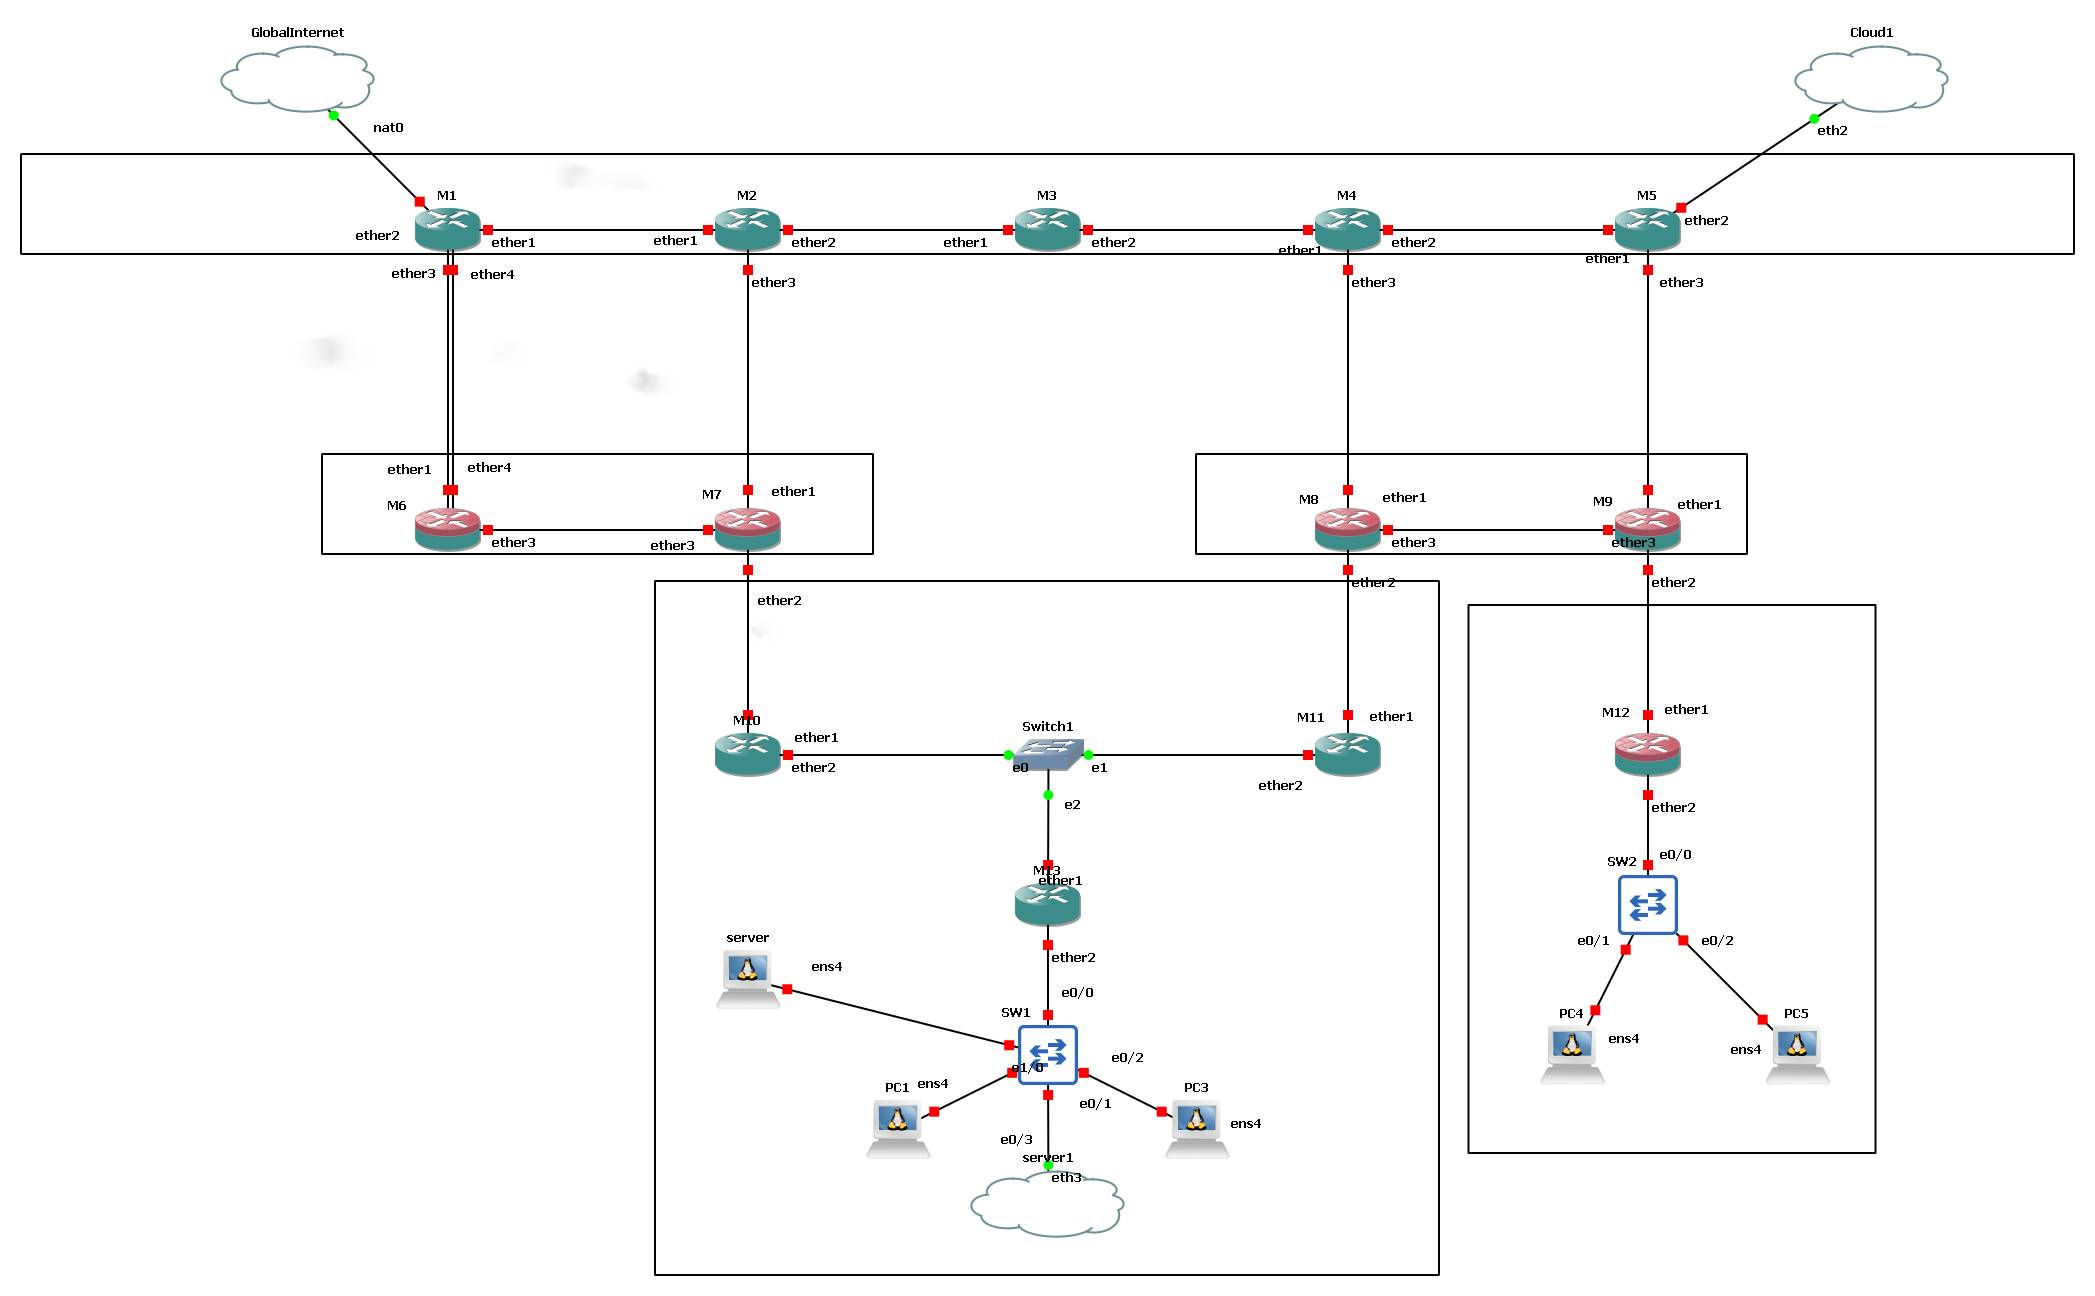 GlobalInternet
Cloud1
nat0
eth2
M1
M2
M3
M4
M5
ether2
ether1
ether1
ether2
ether1
ether2
ether1
ether2
ether1
ether2
ether3
ether4
ether3
ether3
ether3
ether1
ether4
M6
M7
ether1
M8
ether1
M9
ether1
ether3
ether3
ether3
ether3
ether2
ether2
ether2
M10
ether1
ether2
Switch1
e0
e1
e2
M11
ether1
ether2
M12
ether1
ether2
M13
ether1
ether2
SW2
e0/0
e0/1
e0/2
server
ens4
e0/0
SW1
e1/0
e0/2
PC1
ens4
e0/1
PC3
ens4
e0/3
server1
eth3
PC4
ens4
PC5
ens4